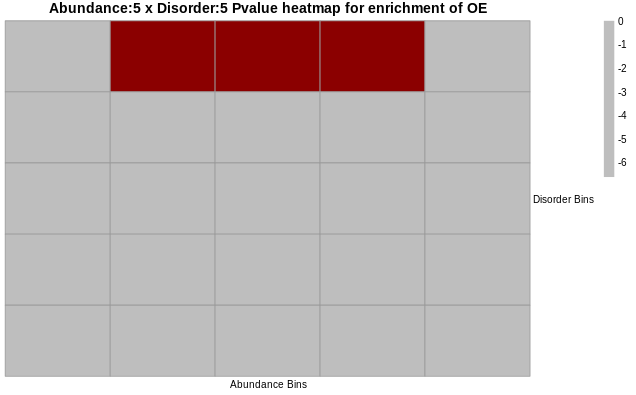 Abundance:5 x Disorder:5 Pvalue heatmap for enrichment of OE
0
-1
-2
-3
-4
-5
-6
Disorder Bins
Abundance Bins